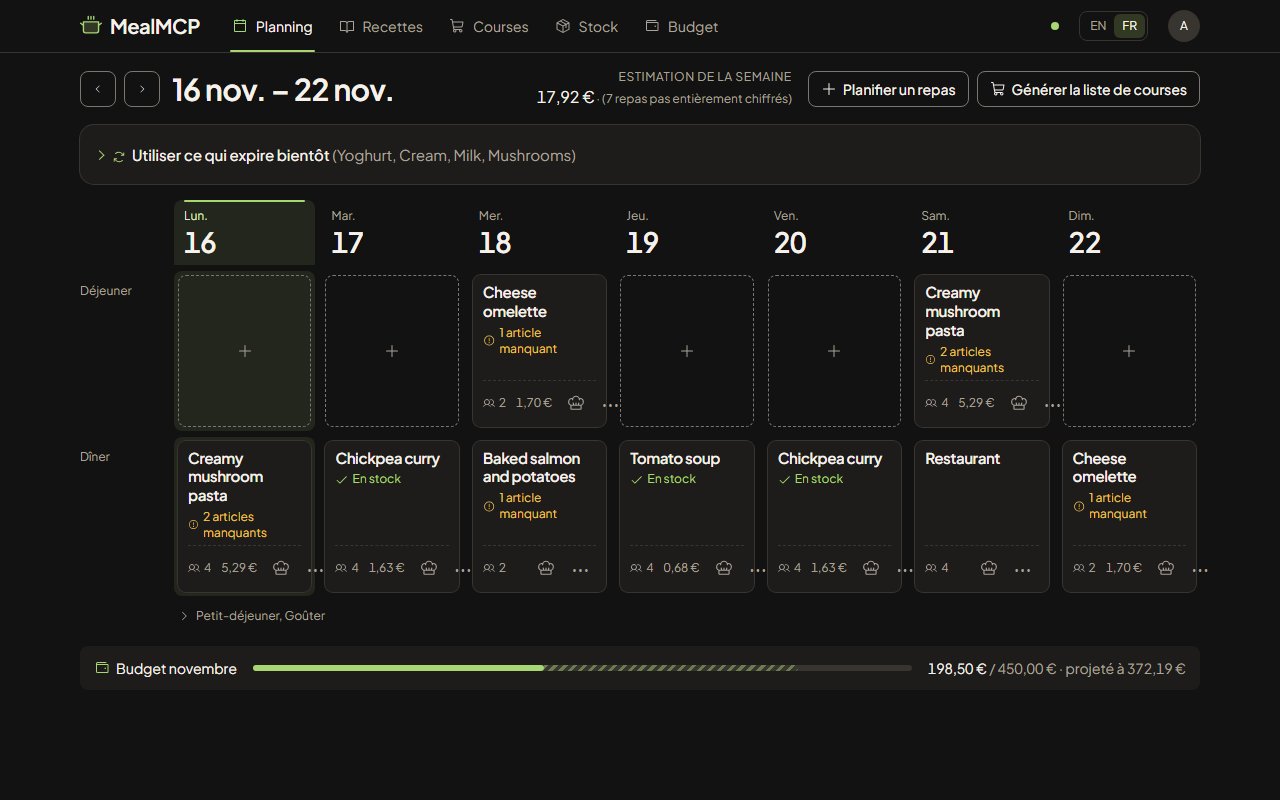 MealMCP Planning Recettes Courses Stock Budget EN FR A
16 nov. – 22 nov.
ESTIMATION DE LA SEMAINE
17,92 € · (7 repas pas entièrement chiffrés)
Planifier un repas
Générer la liste de courses
Utiliser ce qui expire bientôt (Yoghurt, Cream, Milk, Mushrooms)
Lun. Mar. Mer. Jeu. Ven. Sam. Dim.
16 17 18 19 20 21 22
Déjeuner
Cheese
omelette
1 article
manquant
2 1,70 € ...
Creamy
mushroom
pasta
2 articles
manquants
4 5,29 € ...
Dîner
Creamy
mushroom
pasta
2 articles
manquants
4 5,29 € ...
Chickpea curry
En stock
4 1,63 € ...
Baked salmon
and potatoes
1 article
manquant
2 ...
Tomato soup
En stock
4 0,68 € ...
Chickpea curry
En stock
4 1,63 € ...
Restaurant
4 ...
Cheese
omelette
1 article
manquant
2 1,70 € ...
Petit-déjeuner, Goûter
Budget novembre 198,50 € / 450,00 € · projeté à 372,19 €